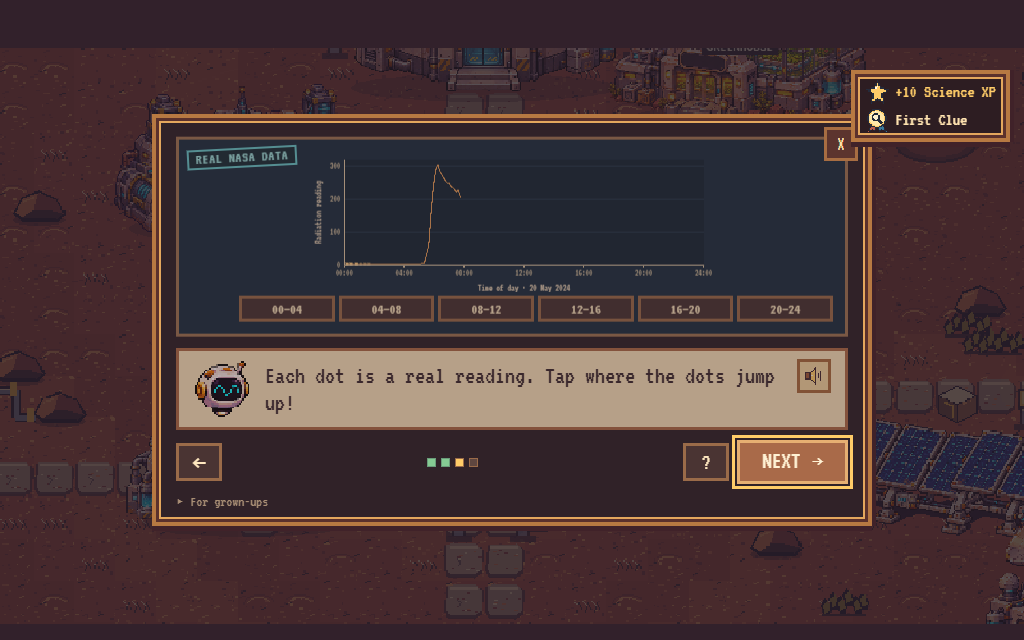 GREENHOUSE
+10 Science XP
First Clue
X
REAL NASA DATA
Radiation reading
300
200
100
0
00:00 04:00 08:00 12:00 16:00 20:00 24:00
Time of day · 20 May 2024
00–04 04–08 08–12 12–16 16–20 20–24
Each dot is a real reading. Tap where the dots jump
up!
← ? NEXT →
▸ For grown-ups